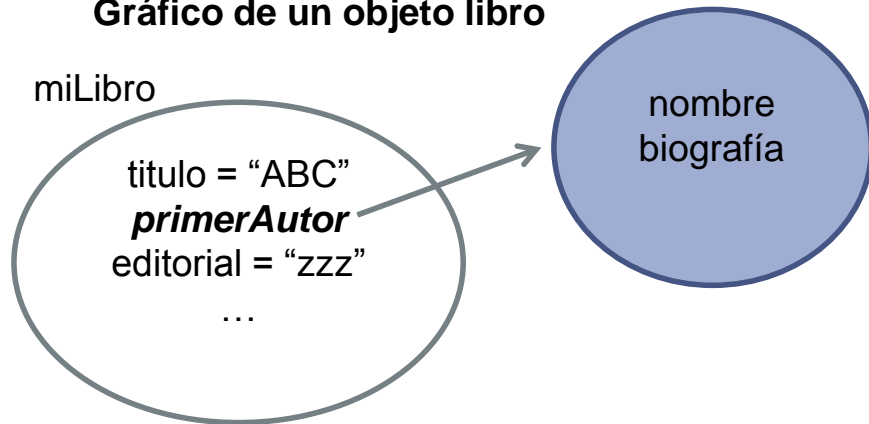 Gráfico de un objeto libro
miLibro
titulo = “ABC”
primerAutor
editorial = “zzz”
…
nombre
biografía